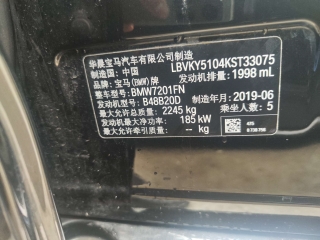 华晨宝马汽车有限公司制造
制造国：中国 LBVKY5104KST33075
品牌：宝马(BMW)牌 发动机排量：1998 mL
整车型号：BMW7201FN
发动机型号：B48B20D 制造年月：2019-06
最大允许总质量：2245 kg 乘坐人数：5
发动机最大净功率：185 kW
最大允许牵引质量：-- kg